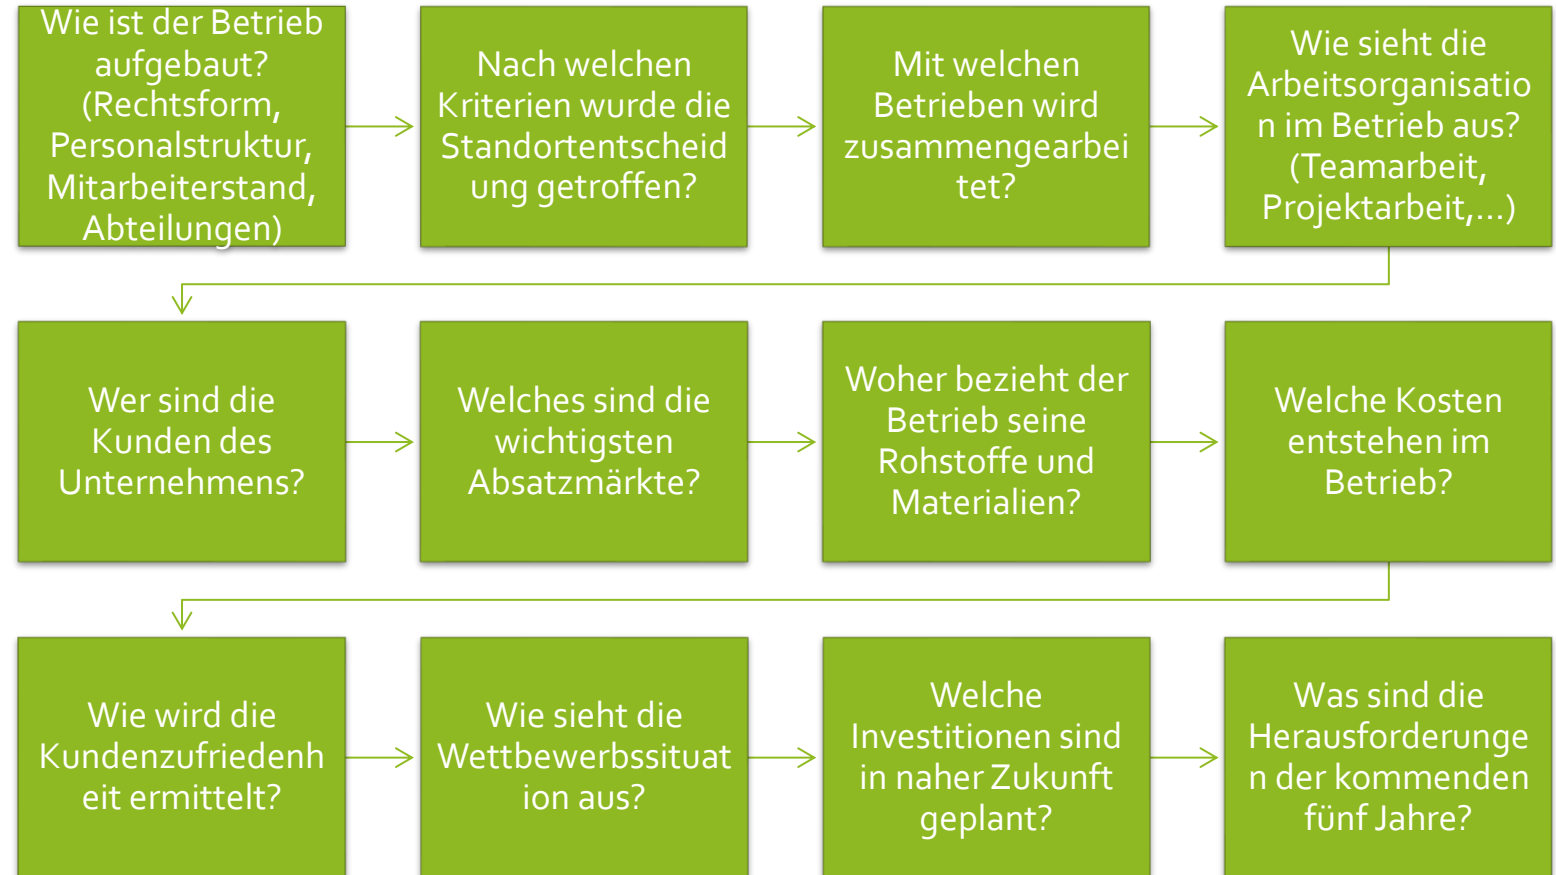 Wie ist der Betrieb
aufgebaut?
(Rechtsform,
Personalstruktur,
Mitarbeiterstand,
Abteilungen)
Nach welchen
Kriterien wurde die
Standortentscheid
ung getroffen?
Mit welchen
Betrieben wird
zusammengearbei
tet?
Wie sieht die
Arbeitsorganisatio
n im Betrieb aus?
(Teamarbeit,
Projektarbeit,...)
Wer sind die
Kunden des
Unternehmens?
Welches sind die
wichtigsten
Absatzmärkte?
Woher bezieht der
Betrieb seine
Rohstoffe und
Materialien?
Welche Kosten
entstehen im
Betrieb?
Wie wird die
Kundenzufriedenh
eit ermittelt?
Wie sieht die
Wettbewerbssituat
ion aus?
Welche
Investitionen sind
in naher Zukunft
geplant?
Was sind die
Herausforderunge
n der kommenden
fünf Jahre?